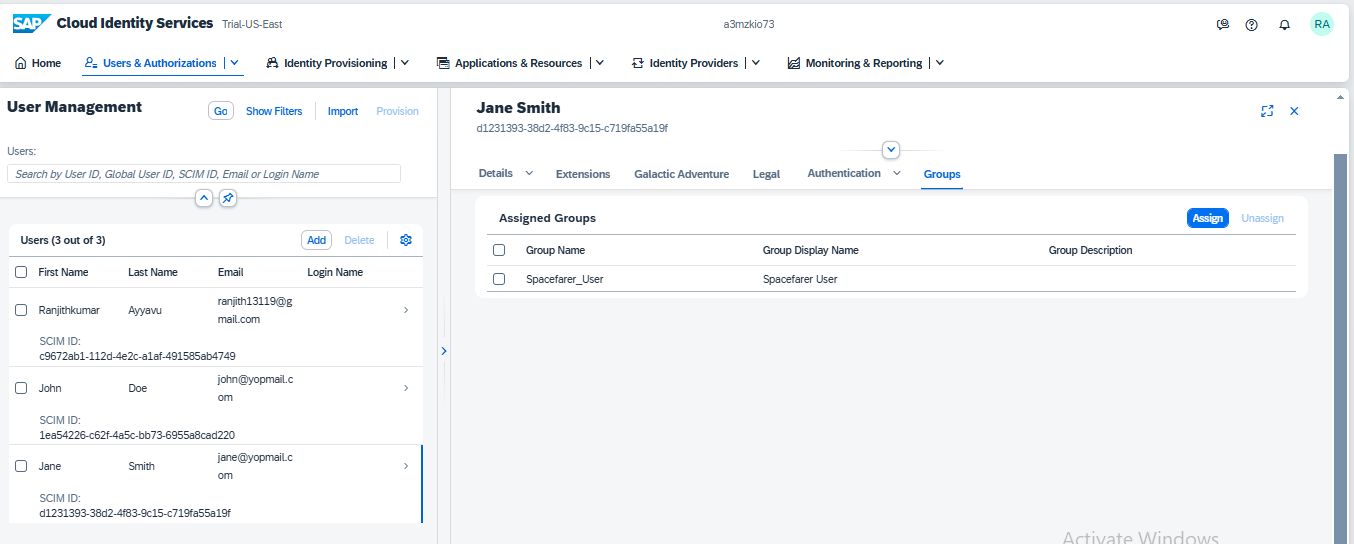 SAP Cloud Identity Services Trial-US-East a3mzkio73 RA
Home Users & Authorizations Identity Provisioning Applications & Resources Identity Providers Monitoring & Reporting
User Management Go Show Filters Import Provision
Users:
Search by User ID, Global User ID, SCIM ID, Email or Login Name
Users (3 out of 3) Add Delete
First Name Last Name Email Login Name
Ranjithkumar Ayyavu ranjith13119@g
mail.com
SCIM ID:
c9672ab1-112d-4e2c-a1af-491585ab4749
John Doe john@yopmail.c
om
SCIM ID:
1ea54226-c62f-4a5c-bb73-6955a8cad220
Jane Smith jane@yopmail.c
om
SCIM ID:
d1231393-38d2-4f83-9c15-c719fa55a19f
Jane Smith
d1231393-38d2-4f83-9c15-c719fa55a19f
Details Extensions Galactic Adventure Legal Authentication Groups
Assigned Groups Assign Unassign
Group Name Group Display Name Group Description
Spacefarer_User Spacefarer User
Activate Windows